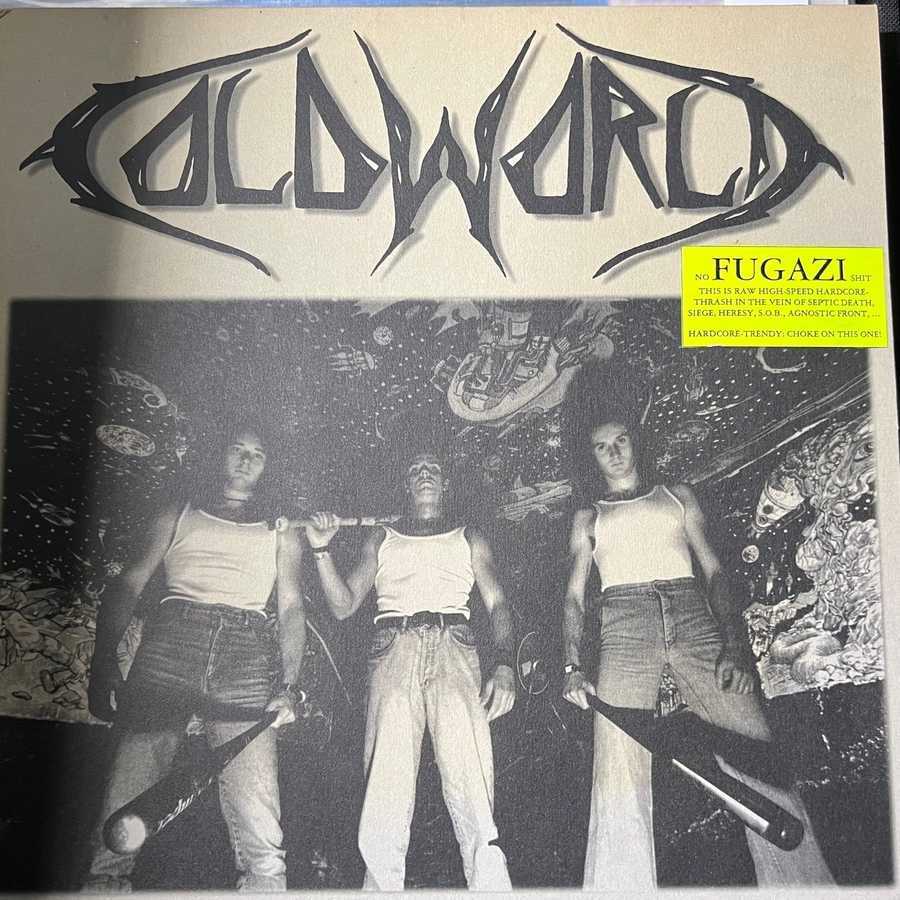 COLDWORLD
NO FUGAZI SHIT
THIS IS RAW HIGH-SPEED HARDCORE-
THRASH IN THE VEIN OF SEPTIC DEATH,
SIEGE, HERESY, S.O.B., AGNOSTIC FRONT, ...
HARDCORE-TRENDY: CHOKE ON THIS ONE!